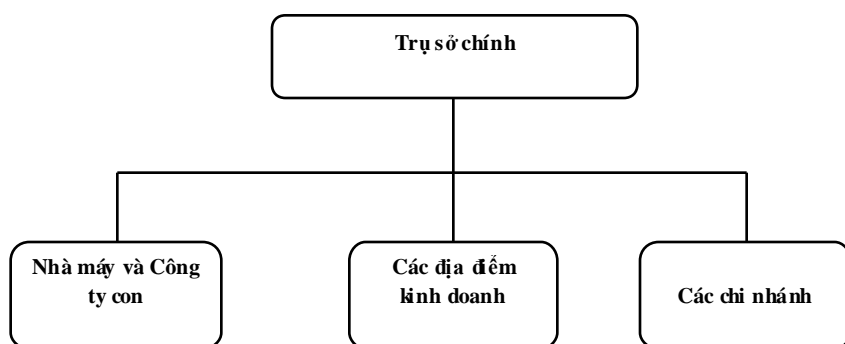 Trụ sở chính
Nhà máy và Công
ty con
Các địa điểm
kinh doanh
Các chi nhánh